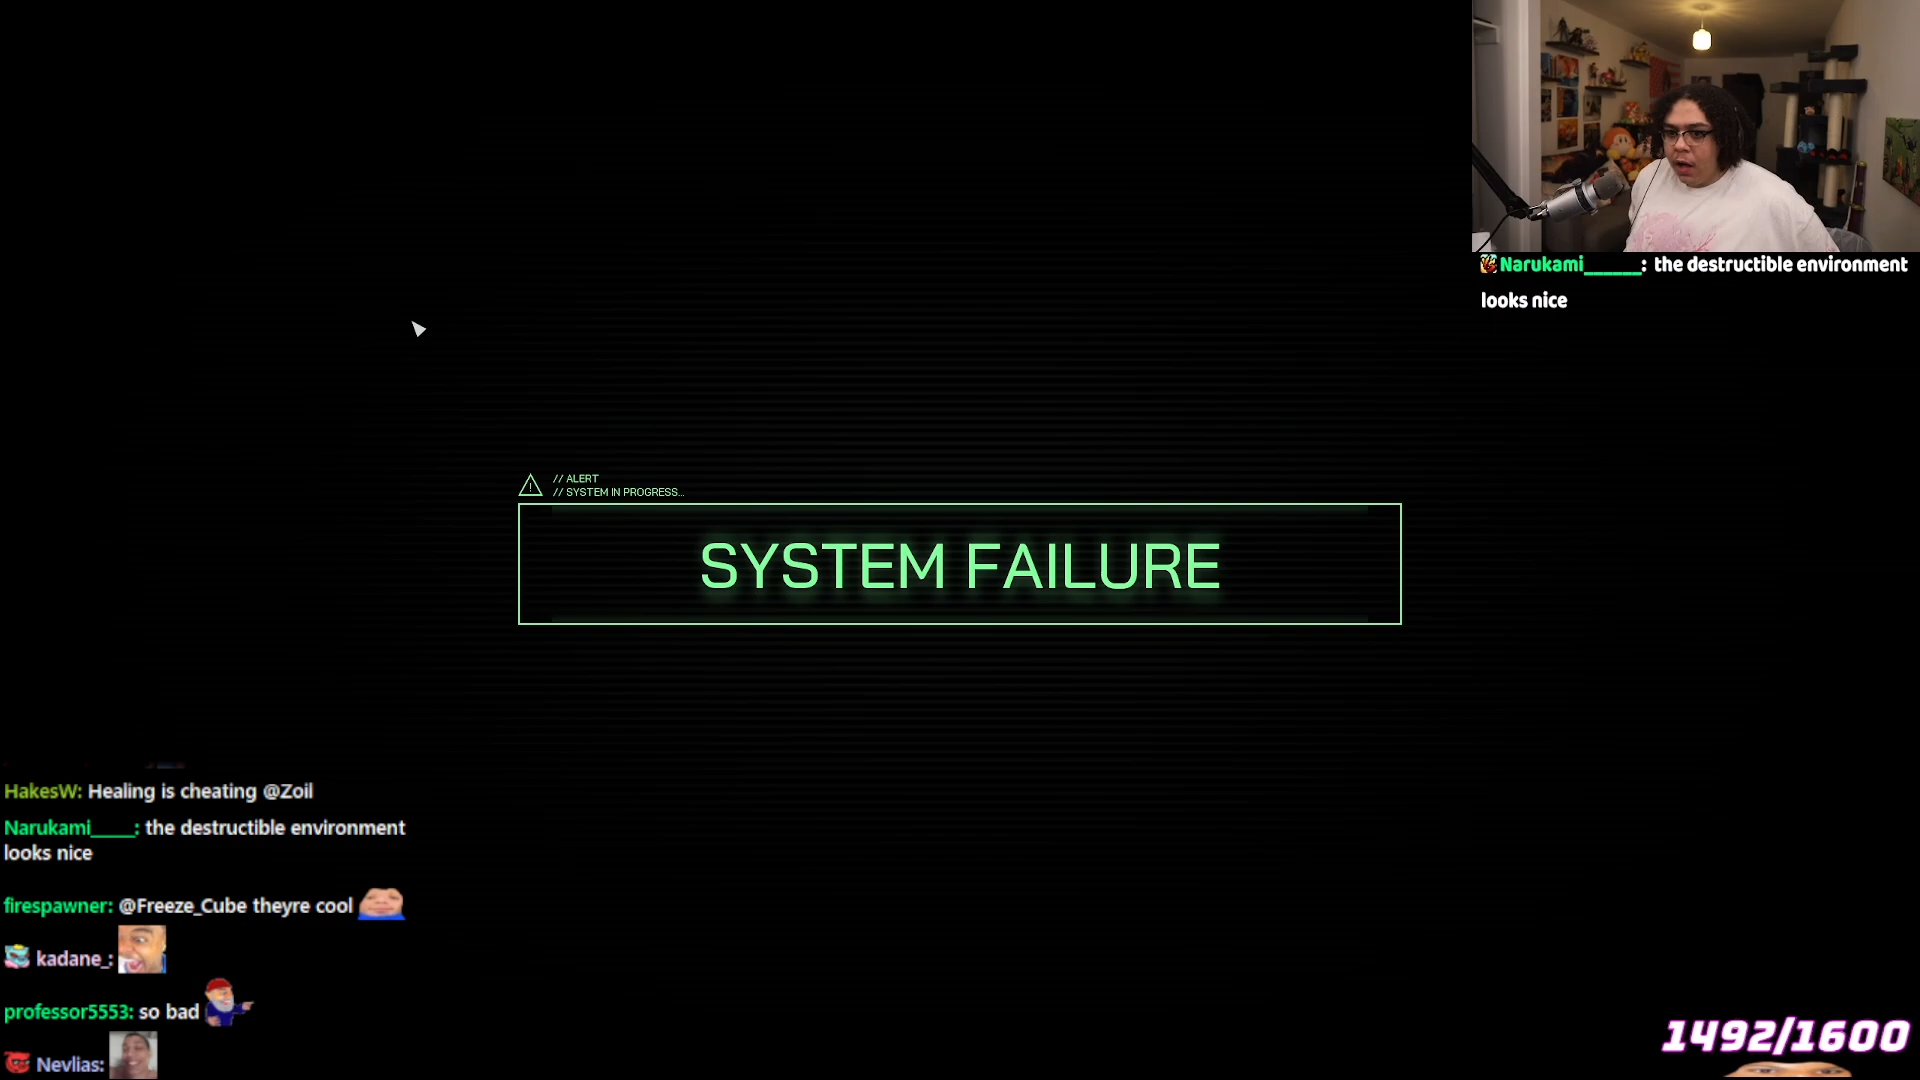 Narukami______: the destructible environment
looks nice
// ALERT
// SYSTEM IN PROGRESS...
SYSTEM FAILURE
HakesW: Healing is cheating @Zoil
Narukami_____: the destructible environment
looks nice
firespawner: @Freeze_Cube theyre cool
kadane_:
professor5553: so bad
Nevlias:
1492/1600